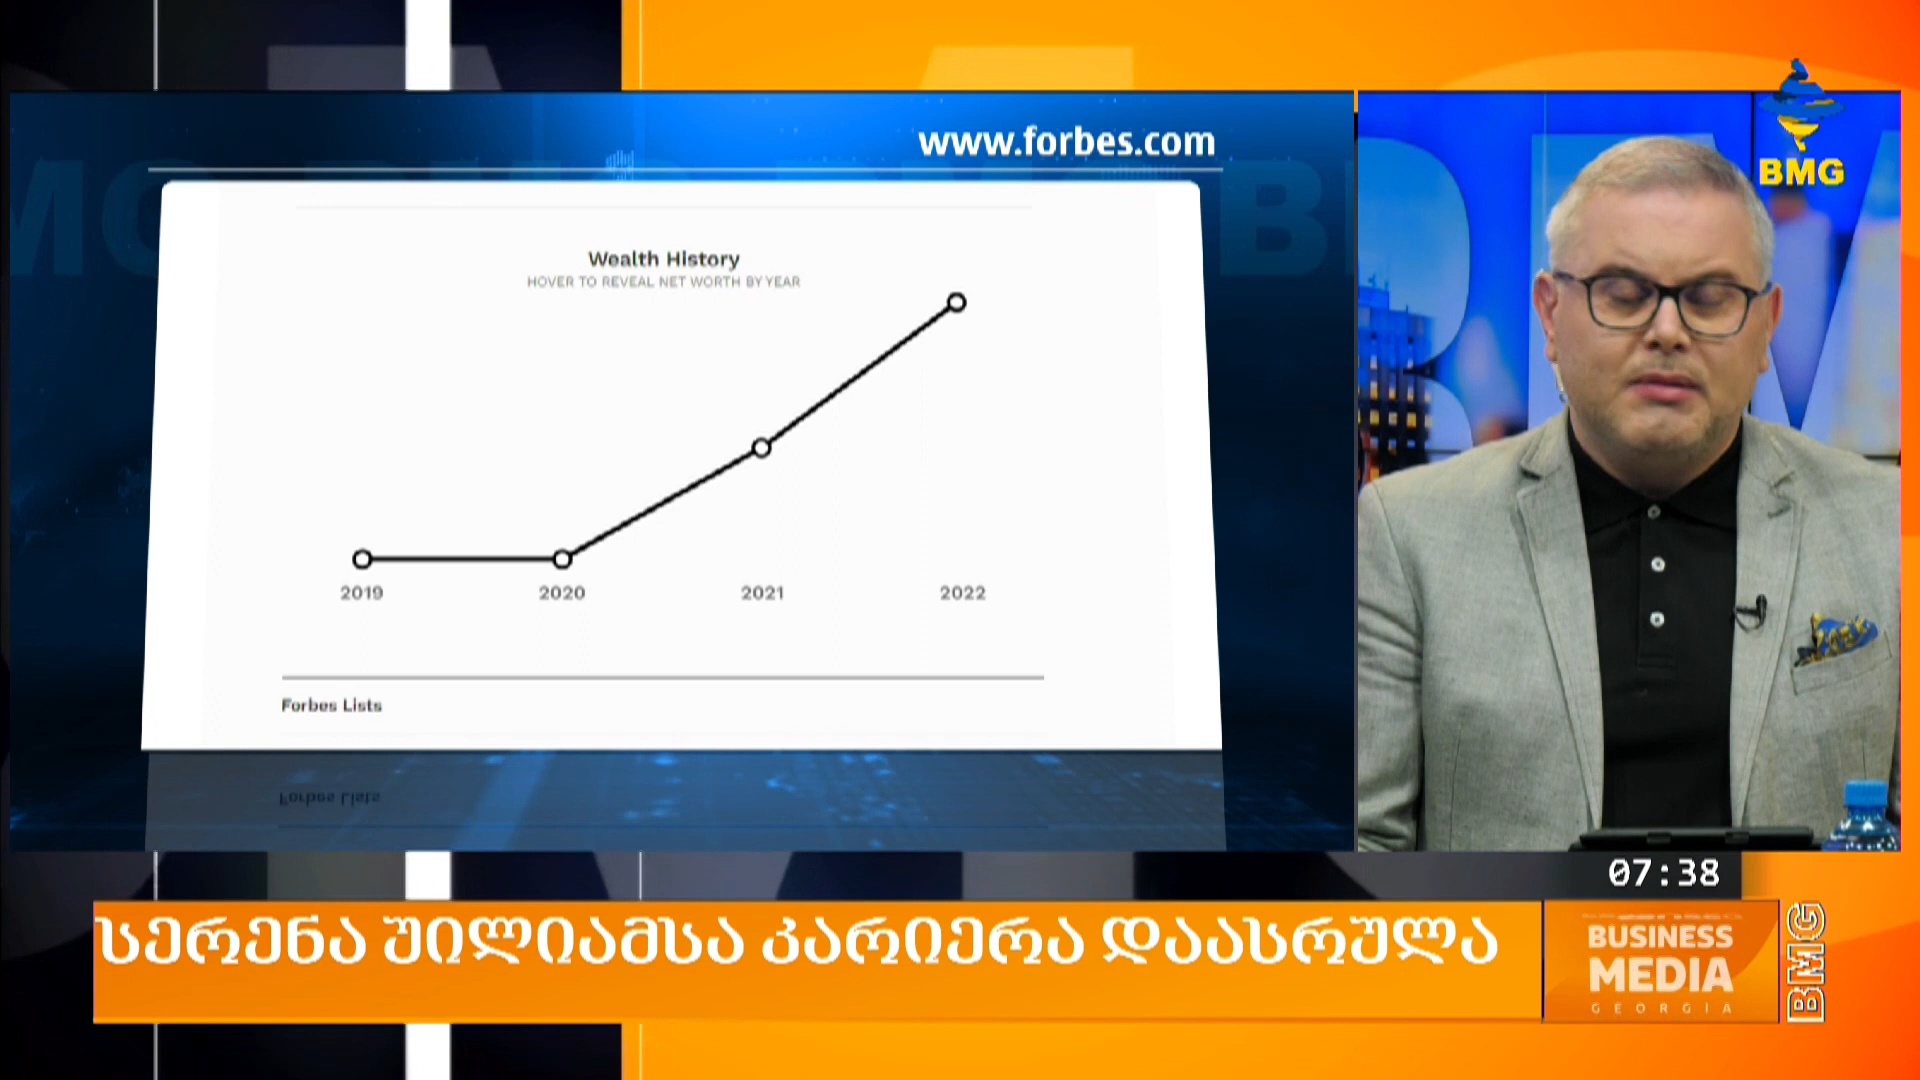 www.forbes.com
BMG
Wealth History
HOVER TO REVEAL NET WORTH BY YEAR
2019 2020 2021 2022
Forbes Lists
07:38
სერენა უილიამსა კარიერა დაასრულა
BUSINESS
MEDIA
GEORGIA
BMG